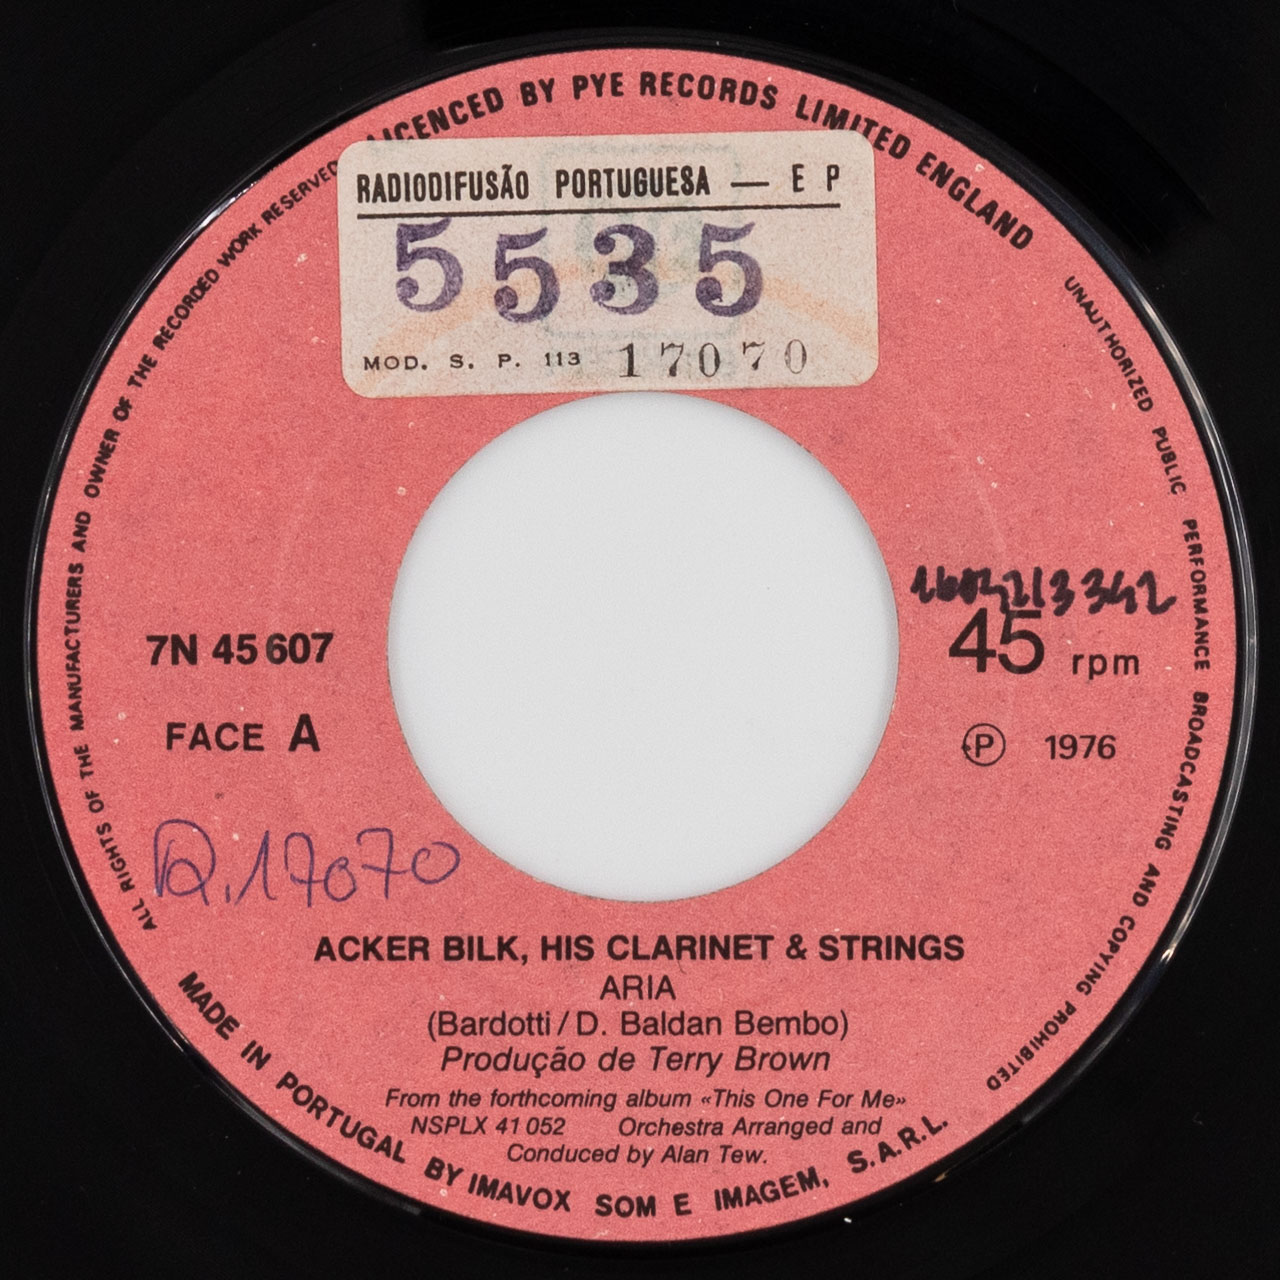 LICENCED BY PYE RECORDS LIMITED ENGLAND
UNAUTHORIZED PUBLIC PERFORMANCE BROADCASTING AND COPYING PROHIBITED
ALL RIGHTS OF THE MANUFACTURERS AND OWNER OF THE RECORDED WORK RESERVED
RADIODIFUSÃO PORTUGUESA — E P
5535
MOD. S. P. 113 17070
7N 45 607
FACE A
45 rpm
Ⓟ 1976
R.17070
ACKER BILK, HIS CLARINET & STRINGS
ARIA
(Bardotti / D. Baldan Bembo)
Produção de Terry Brown
From the forthcoming album «This One For Me»
NSPLX 41 052 Orchestra Arranged and
Conduced by Alan Tew.
MADE IN PORTUGAL BY IMAVOX SOM E IMAGEM, S.A.R.L.